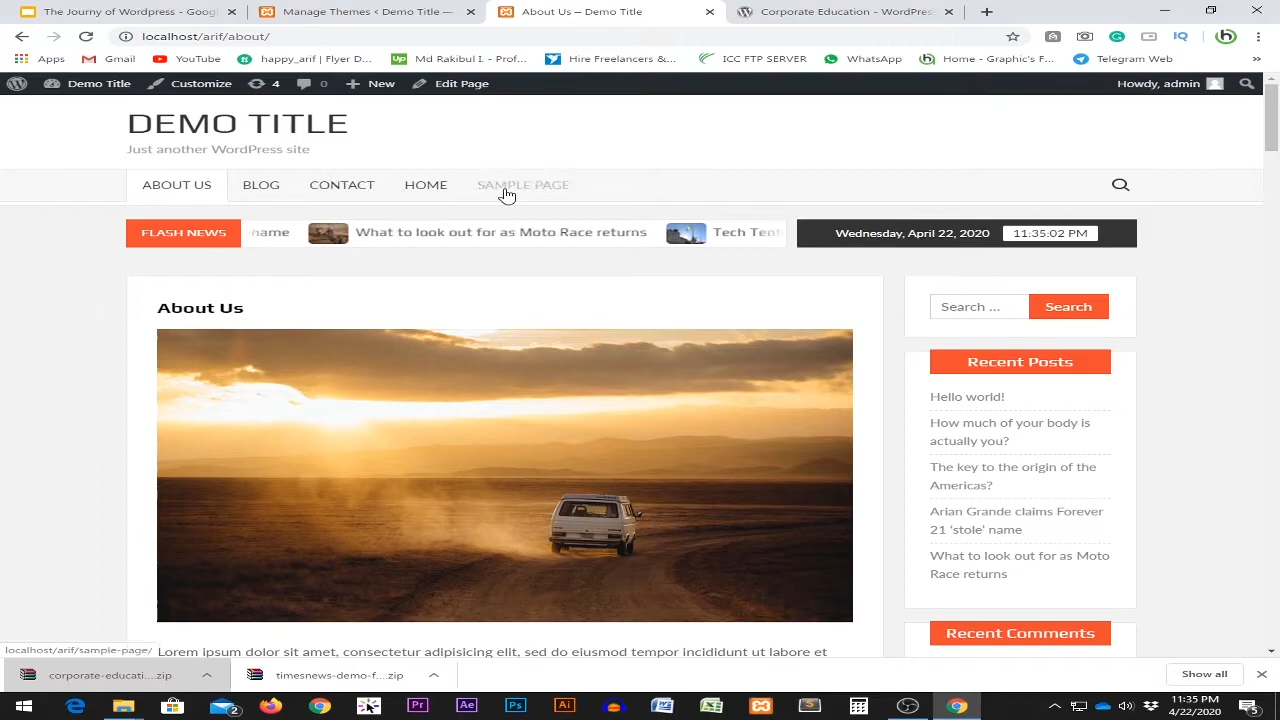 The Journy of Wordpress - Goog
Manage Themes < Demo Title —
About Us – Demo Title
Corporate Education - WordPress
localhost/arif/about/
Apps
Gmail
YouTube
happy_arif | Flyer D...
Md Rakibul I. - Prof...
Hire Freelancers &...
ICC FTP SERVER
WhatsApp
Home - Graphic's F...
Telegram Web
Demo Title
Customize
4
0
New
Edit Page
Howdy, admin
DEMO TITLE
Just another WordPress site
ABOUT US
BLOG
CONTACT
HOME
SAMPLE PAGE
FLASH NEWS
name
What to look out for as Moto Race returns
Tech Tent
Wednesday, April 22, 2020
11:35:02 PM
About Us
Search ...
Search
Recent Posts
Hello world!
How much of your body is
actually you?
The key to the origin of the
Americas?
Arian Grande claims Forever
21 ‘stole’ name
What to look out for as Moto
Race returns
Recent Comments
localhost/arif/sample-page/
Lorem ipsum dolor sit amet, consectetur adipisicing elit, sed do eiusmod tempor incididunt ut labore et
corporate-educati....zip
timesnews-demo-f....zip
Show all
11:35 PM
4/22/2020